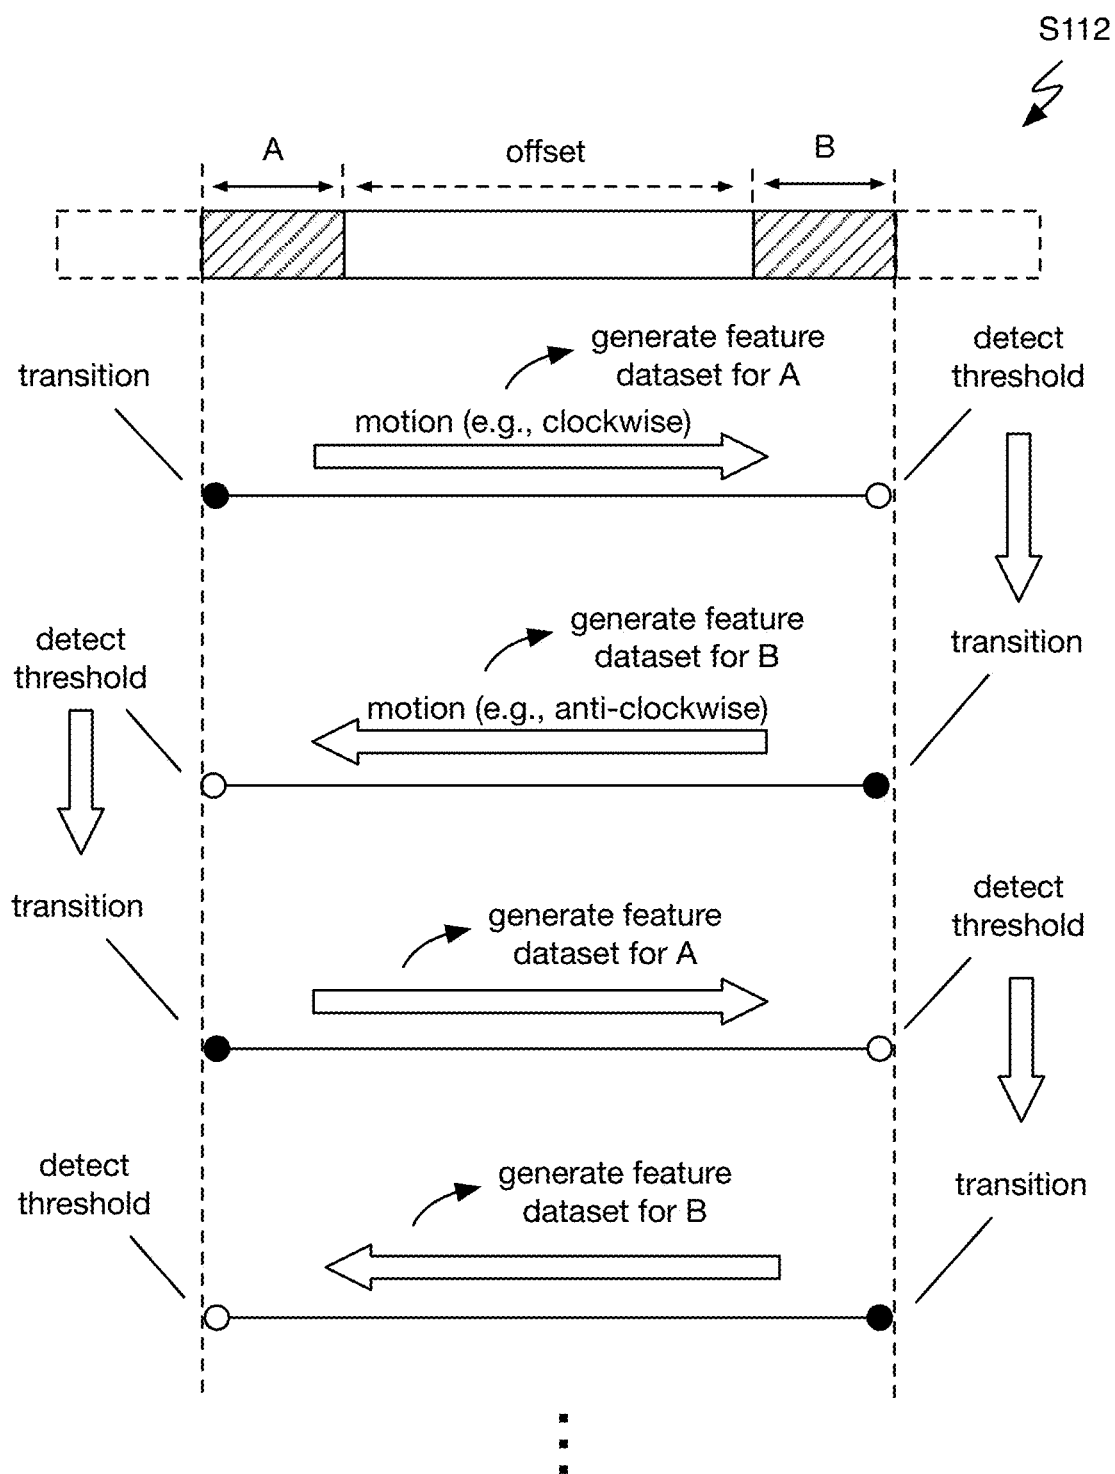 S112
A
offset
B
generate feature
dataset for A
detect
threshold
transition
motion (e.g., clockwise)
generate feature
dataset for B
detect
threshold
transition
motion (e.g., anti-clockwise)
transition
generate feature
dataset for A
detect
threshold
detect
threshold
generate feature
dataset for B
transition